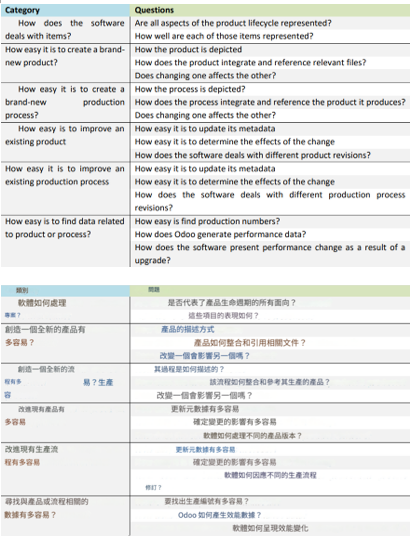 Category Questions
How does the software Are all aspects of the product lifecycle represented?
deals with items? How well are each of those items represented?
How easy it is to create a brand- How the product is depicted
new product? How does the product integrate and reference relevant files?
Does changing one affects the other?
How easy it is to create a How the process is depicted?
brand-new production How does the process integrate and reference the product it produces?
process? Does changing one affects the other?
How easy is to improve an How easy it is to update its metadata
existing product How easy it is to determine the effects of the change
How does the software deals with different product revisions?
How easy it is to improve an How easy it is to update its metadata
existing production process How easy it is to determine the effects of the change
How does the software deals with different production process
revisions?
How easy to find data related How easy is find production numbers?
to product or process? How does Odoo generate performance data?
How does the software present performance change as a result of a
upgrade?
類別 問題
軟體如何處理 是否代表了產品生命週期的所有面向？
專案？ 這些項目的表現如何？
創造一個全新的產品有 產品的描述方式
多容易？ 產品如何整合和引用相關文件？
改變一個會影響另一個嗎？
創造一個全新的流 其過程是如何描述的？
程有多 易？生產 該流程如何整合和參考其生產的產品？
容 改變一個會影響另一個嗎？
改進現有產品有 更新元數據有多容易
多容易 確定變更的影響有多容易
軟體如何處理不同的產品版本？
改進現有生產流 更新元數據有多容易
程有多容易 確定變更的影響有多容易
軟體如何因應不同的生產流程
修訂？
尋找與產品或流程相關的 要找出生產編號有多容易？
數據有多容易？ Odoo 如何產生效能數據？
軟體如何呈現效能變化